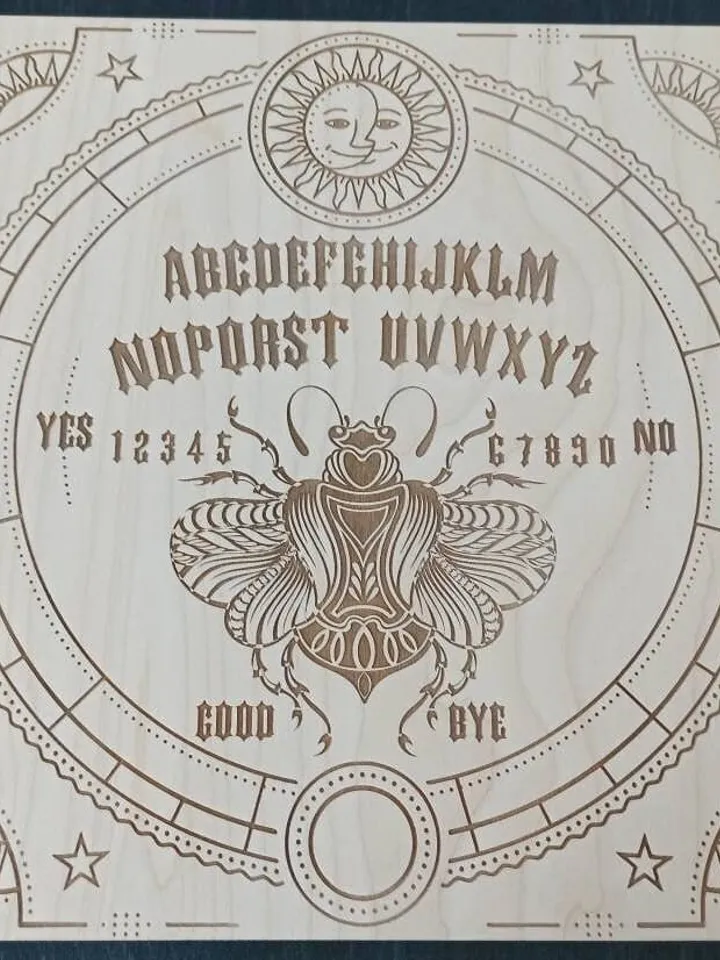 ABCDEFGHIJKLM
NOPQRST UVWXYZ
YES 12345 67890 NO
GOOD BYE